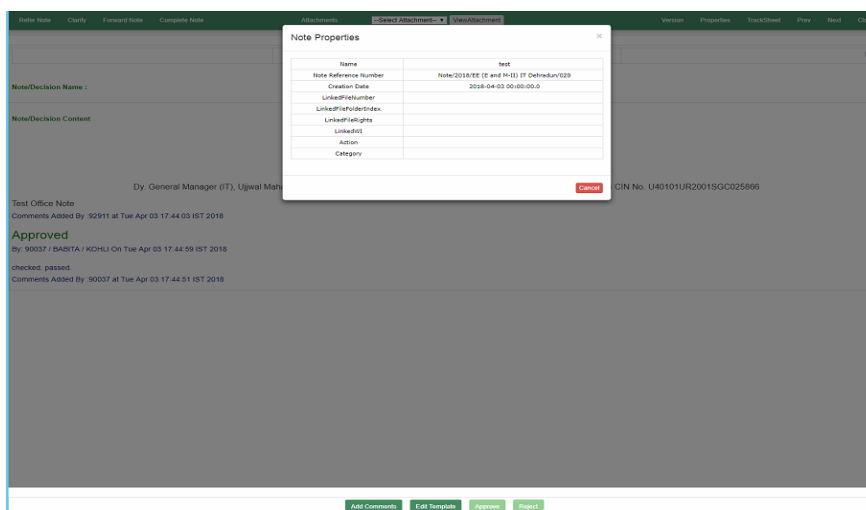 Refer Note Clarify Forward Note Complete Note Attachments --Select Attachment-- ViewAttachment Version Properties TrackSheet Prev Next
Note Properties ×
Name test
Note Reference Number Note/2018/EE (E and M-II) IT Dehradun/020
Creation Date 2018-04-03 00:00:00.0
LinkedFileNumber
LinkedFileFolderIndex
LinkedFileRights
LinkedWI
Action
Category
Cancel
Note/Decision Name :
Note/Decision Content
Dy. General Manager (IT), Ujjwal CIN No. U40101UR2001SGC025866
Test Office Note
Comments Added By :92911 at Tue Apr 03 17:44:03 IST 2018
Approved
By: 90037 / BABITA / KOHLI On Tue Apr 03 17:44:59 IST 2018
checked. passed.
Comments Added By :90037 at Tue Apr 03 17:44:51 IST 2018
Add Comments Edit Template Approve Reject